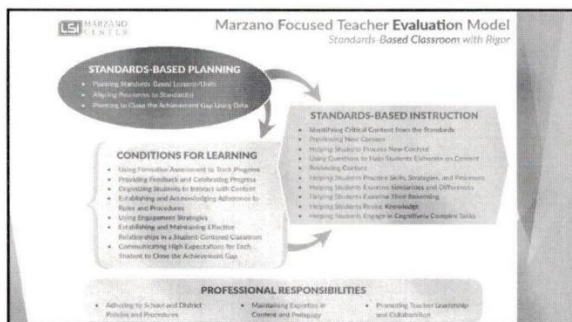 LSI MARZANO
CENTER
Marzano Focused Teacher Evaluation Model
Standards-Based Classroom with Rigor
STANDARDS-BASED PLANNING
• Planning Standards-Based Lessons/Units
• Aligning Resources to Standard(s)
• Planning to Close the Achievement Gap Using Data
STANDARDS-BASED INSTRUCTION
• Identifying Critical Content from the Standards
• Previewing New Content
• Helping Students Process New Content
• Using Questions to Help Students Elaborate on Content
• Reviewing Content
• Helping Students Practice Skills, Strategies, and Processes
• Helping Students Examine Similarities and Differences
• Helping Students Examine Their Reasoning
• Helping Students Revise Knowledge
• Helping Students Engage in Cognitively Complex Tasks
CONDITIONS FOR LEARNING
• Using Formative Assessment to Track Progress
• Providing Feedback and Celebrating Progress
• Organizing Students to Interact with Content
• Establishing and Acknowledging Adherence to
Rules and Procedures
• Using Engagement Strategies
• Establishing and Maintaining Effective
Relationships in a Student-Centered Classroom
• Communicating High Expectations for Each
Student to Close the Achievement Gap
PROFESSIONAL RESPONSIBILITIES
• Adhering to School and District
Policies and Procedures
• Maintaining Expertise in
Content and Pedagogy
• Promoting Teacher Leadership
and Collaboration